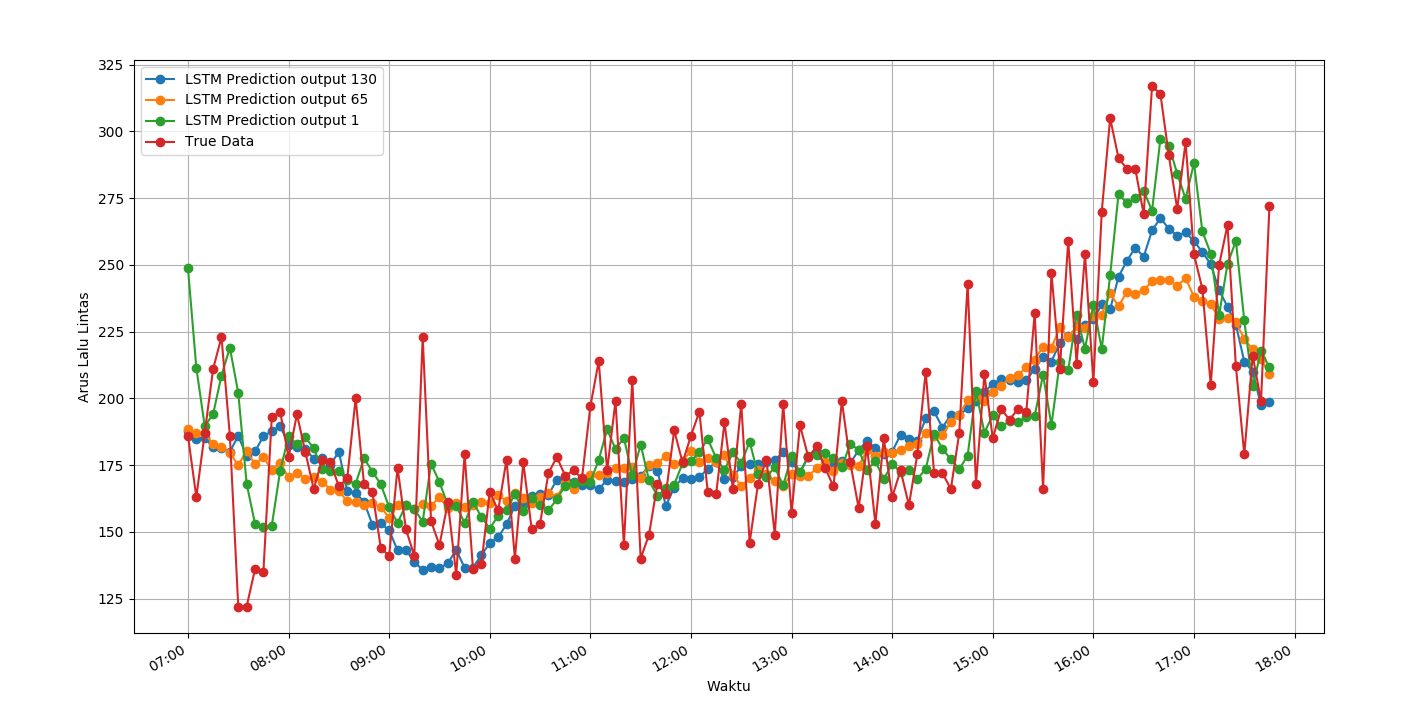 LSTM Prediction output 130
LSTM Prediction output 65
LSTM Prediction output 1
True Data
Arus Lalu Lintas
325
300
275
250
225
200
175
150
125
07:00 08:00 09:00 10:00 11:00 12:00 13:00 14:00 15:00 16:00 17:00 18:00
Waktu